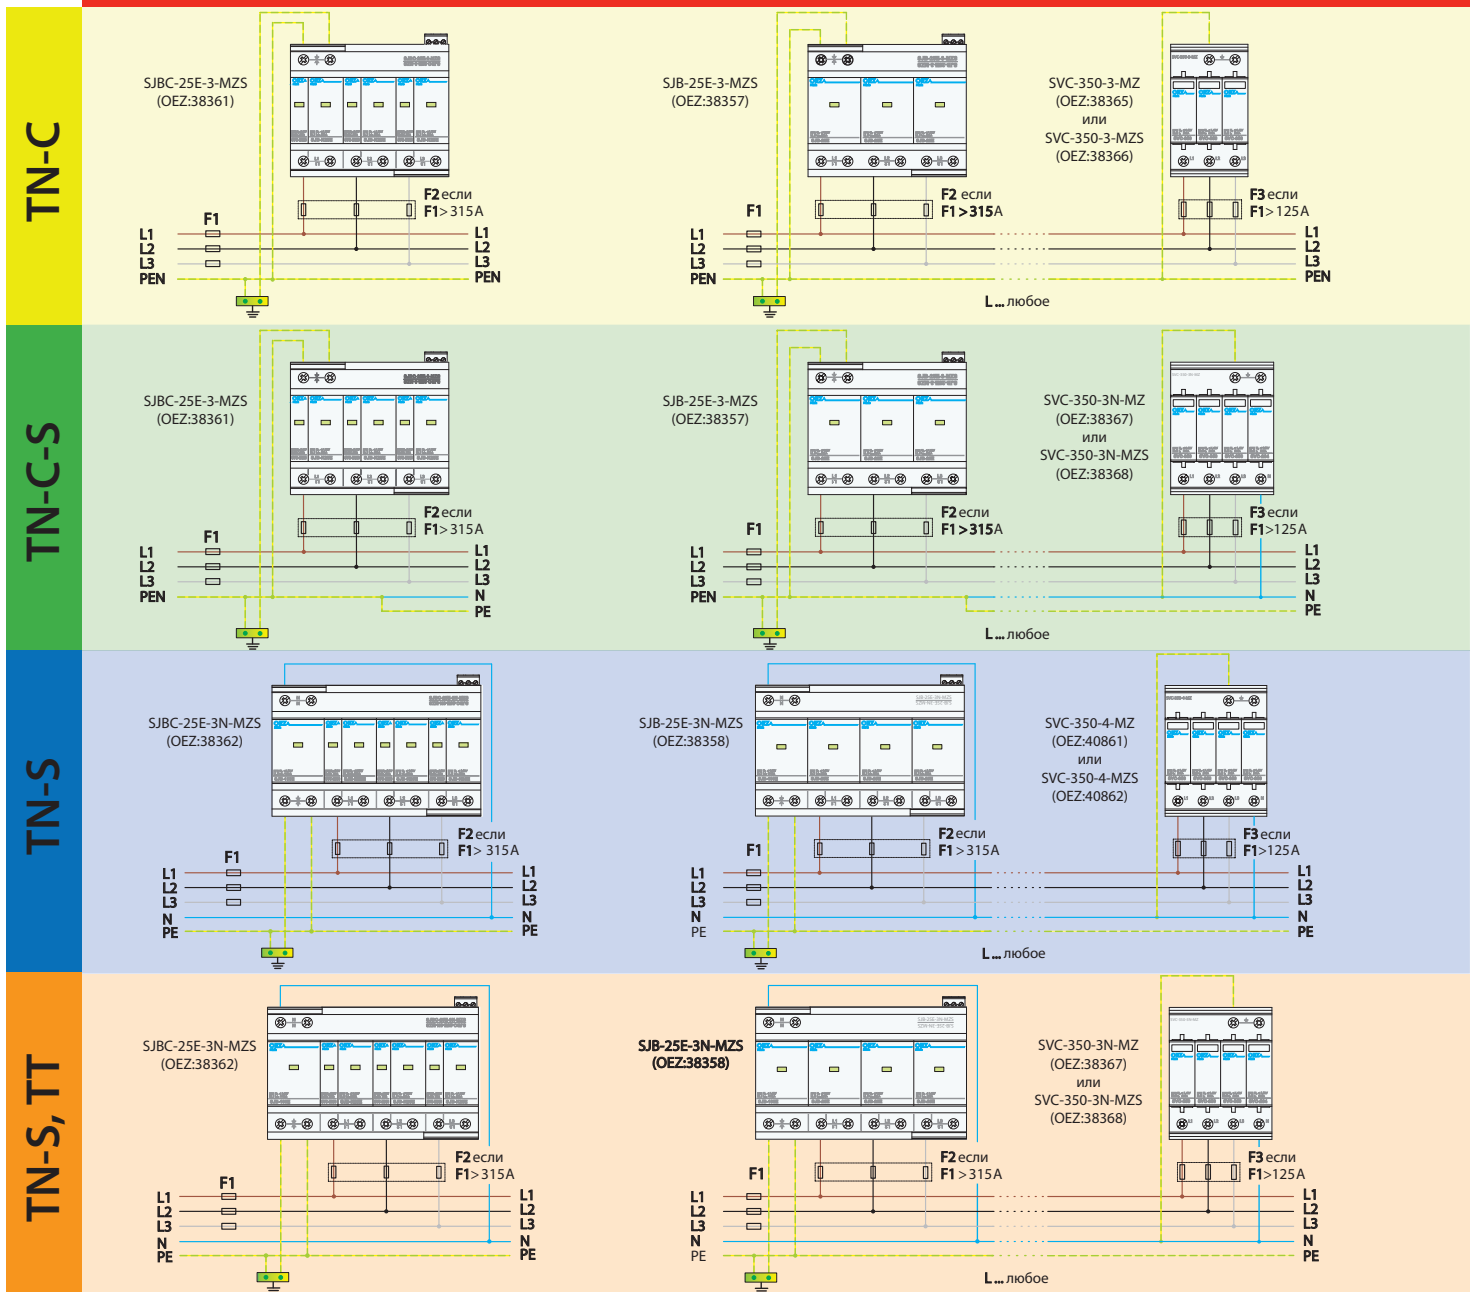 TN-C
SJBC-25E-3-MZS
(OEZ:38361)
F2 если
F1>315A
F1
L1
L2
L3
PEN
L1
L2
L3
PEN
SJB-25E-3-MZS
(OEZ:38357)
F2 если
F1>315A
F1
L1
L2
L3
PEN
SVC-350-3-MZ
(OEZ:38365)
или
SVC-350-3-MZS
(OEZ:38366)
F3 если
F1>125A
L1
L2
L3
PEN
L ... любое
TN-C-S
SJBC-25E-3-MZS
(OEZ:38361)
F2 если
F1>315A
F1
L1
L2
L3
PEN
L1
L2
L3
N
PE
SJB-25E-3-MZS
(OEZ:38357)
F2 если
F1>315A
F1
L1
L2
L3
PEN
SVC-350-3N-MZ
(OEZ:38367)
или
SVC-350-3N-MZS
(OEZ:38368)
F3 если
F1>125A
L1
L2
L3
N
PE
L ... любое
TN-S
SJBC-25E-3N-MZS
(OEZ:38362)
F2 если
F1> 315A
F1
L1
L2
L3
N
PE
L1
L2
L3
N
PE
SJB-25E-3N-MZS
(OEZ:38358)
F2 если
F1>315A
F1
L1
L2
L3
N
PE
SVC-350-4-MZ
(OEZ:40861)
или
SVC-350-4-MZS
(OEZ:40862)
F3 если
F1>125A
L1
L2
L3
N
PE
L ... любое
TN-S, TT
SJBC-25E-3N-MZS
(OEZ:38362)
F2 если
F1>315A
F1
L1
L2
L3
N
PE
L1
L2
L3
N
PE
SJB-25E-3N-MZS
(OEZ:38358)
F2 если
F1>315A
F1
L1
L2
L3
N
PE
SVC-350-3N-MZ
(OEZ:38367)
или
SVC-350-3N-MZS
(OEZ:38368)
F3 если
F1>125A
L1
L2
L3
N
PE
L ... любое